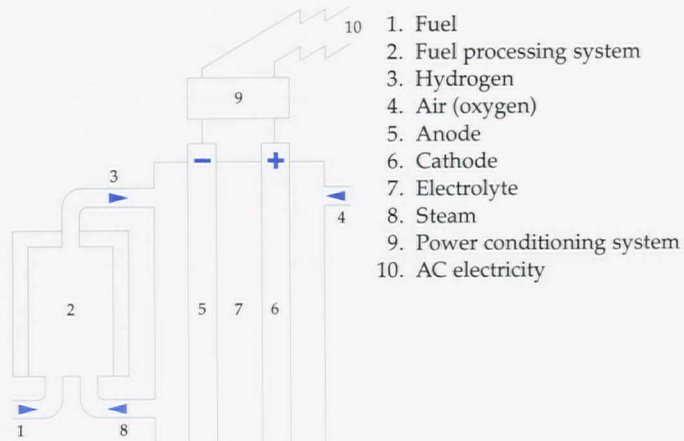 10
1. Fuel
2. Fuel processing system
3. Hydrogen
4. Air (oxygen)
5. Anode
6. Cathode
7. Electrolyte
8. Steam
9. Power conditioning system
10. AC electricity
9
− +
3
4
2
5 7 6
1
8